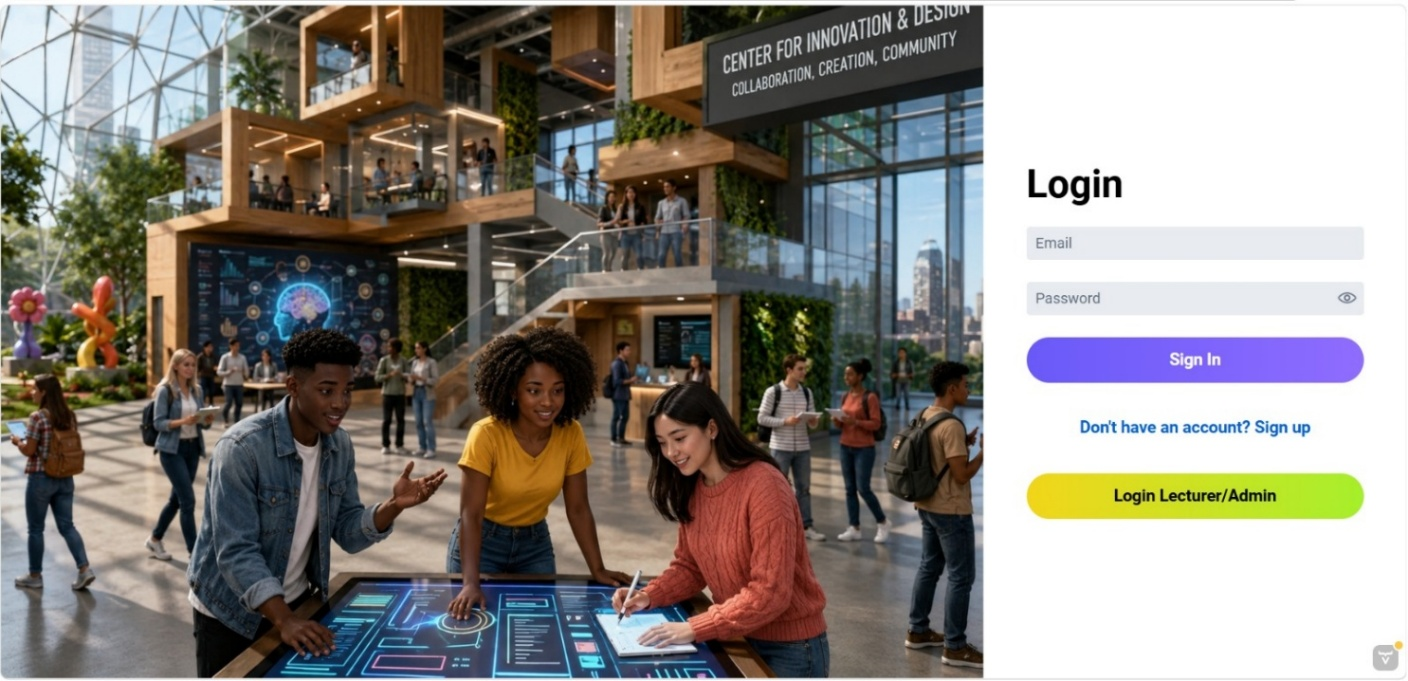 CENTER FOR INNOVATION & DESIGN
COLLABORATION, CREATION, COMMUNITY
Login
Email
Password
Sign In
Don't have an account? Sign up
Login Lecturer/Admin